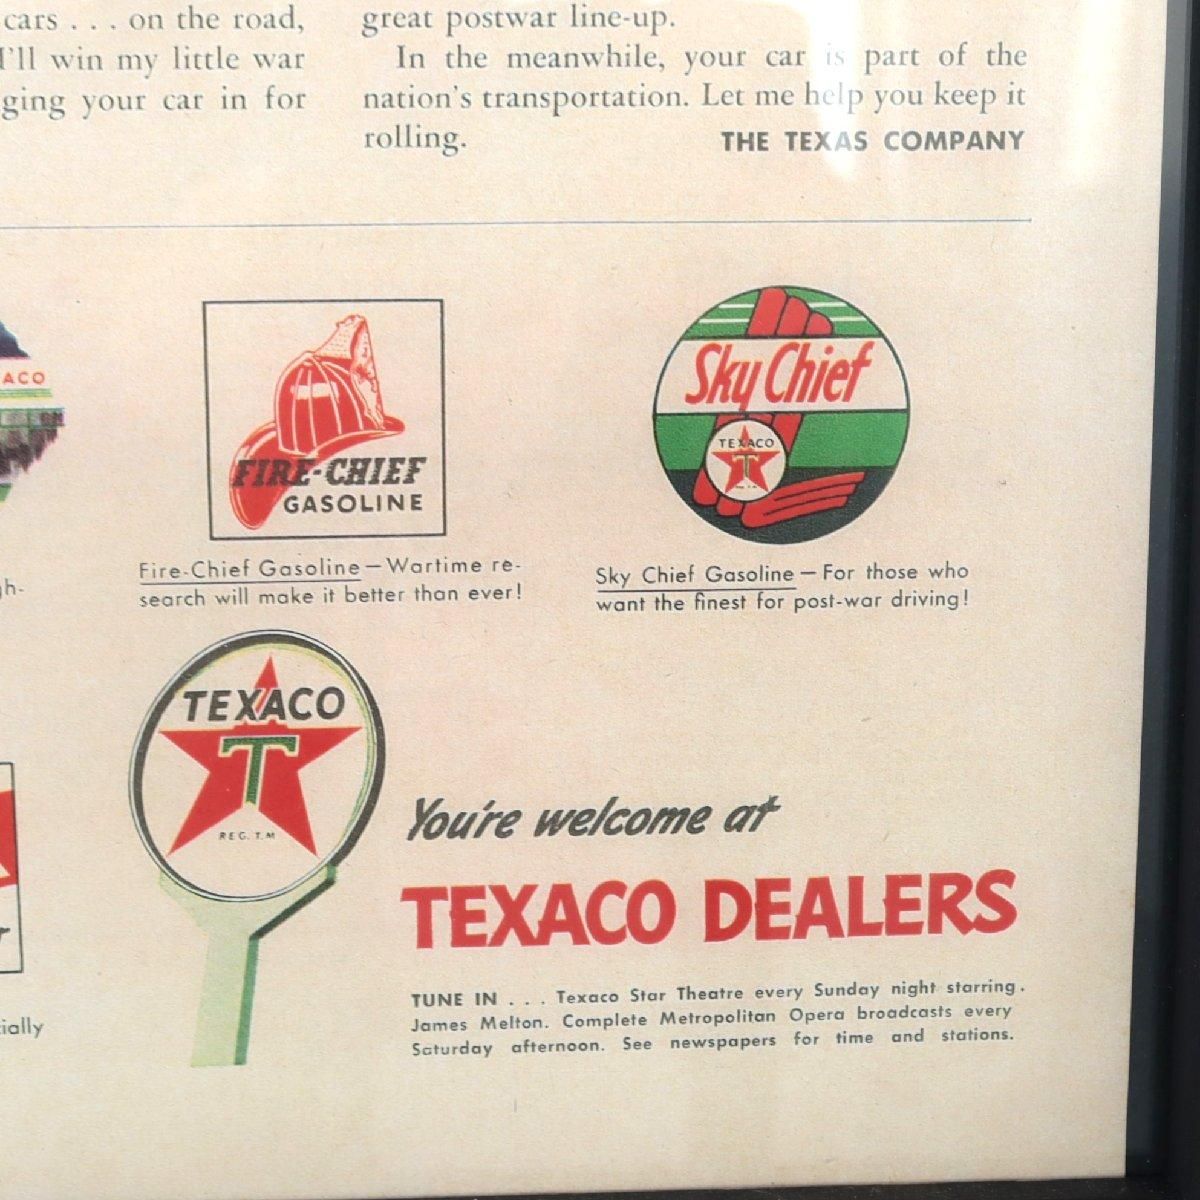 cars . . . on the road,
I'll win my little war
ging your car in for
great postwar line-up.
In the meanwhile, your car is part of the
nation's transportation. Let me help you keep it
rolling.
THE TEXAS COMPANY
ACO
gh-
FIRE-CHIEF
GASOLINE
Fire-Chief Gasoline—Wartime re-
search will make it better than ever!
Sky Chief
TEXACO
T
Sky Chief Gasoline—For those who
want the finest for post-war driving!
TEXACO
T
REG. T.M
ially
You're welcome at
TEXACO DEALERS
TUNE IN . . . Texaco Star Theatre every Sunday night starring.
James Melton. Complete Metropolitan Opera broadcasts every
Saturday afternoon. See newspapers for time and stations.